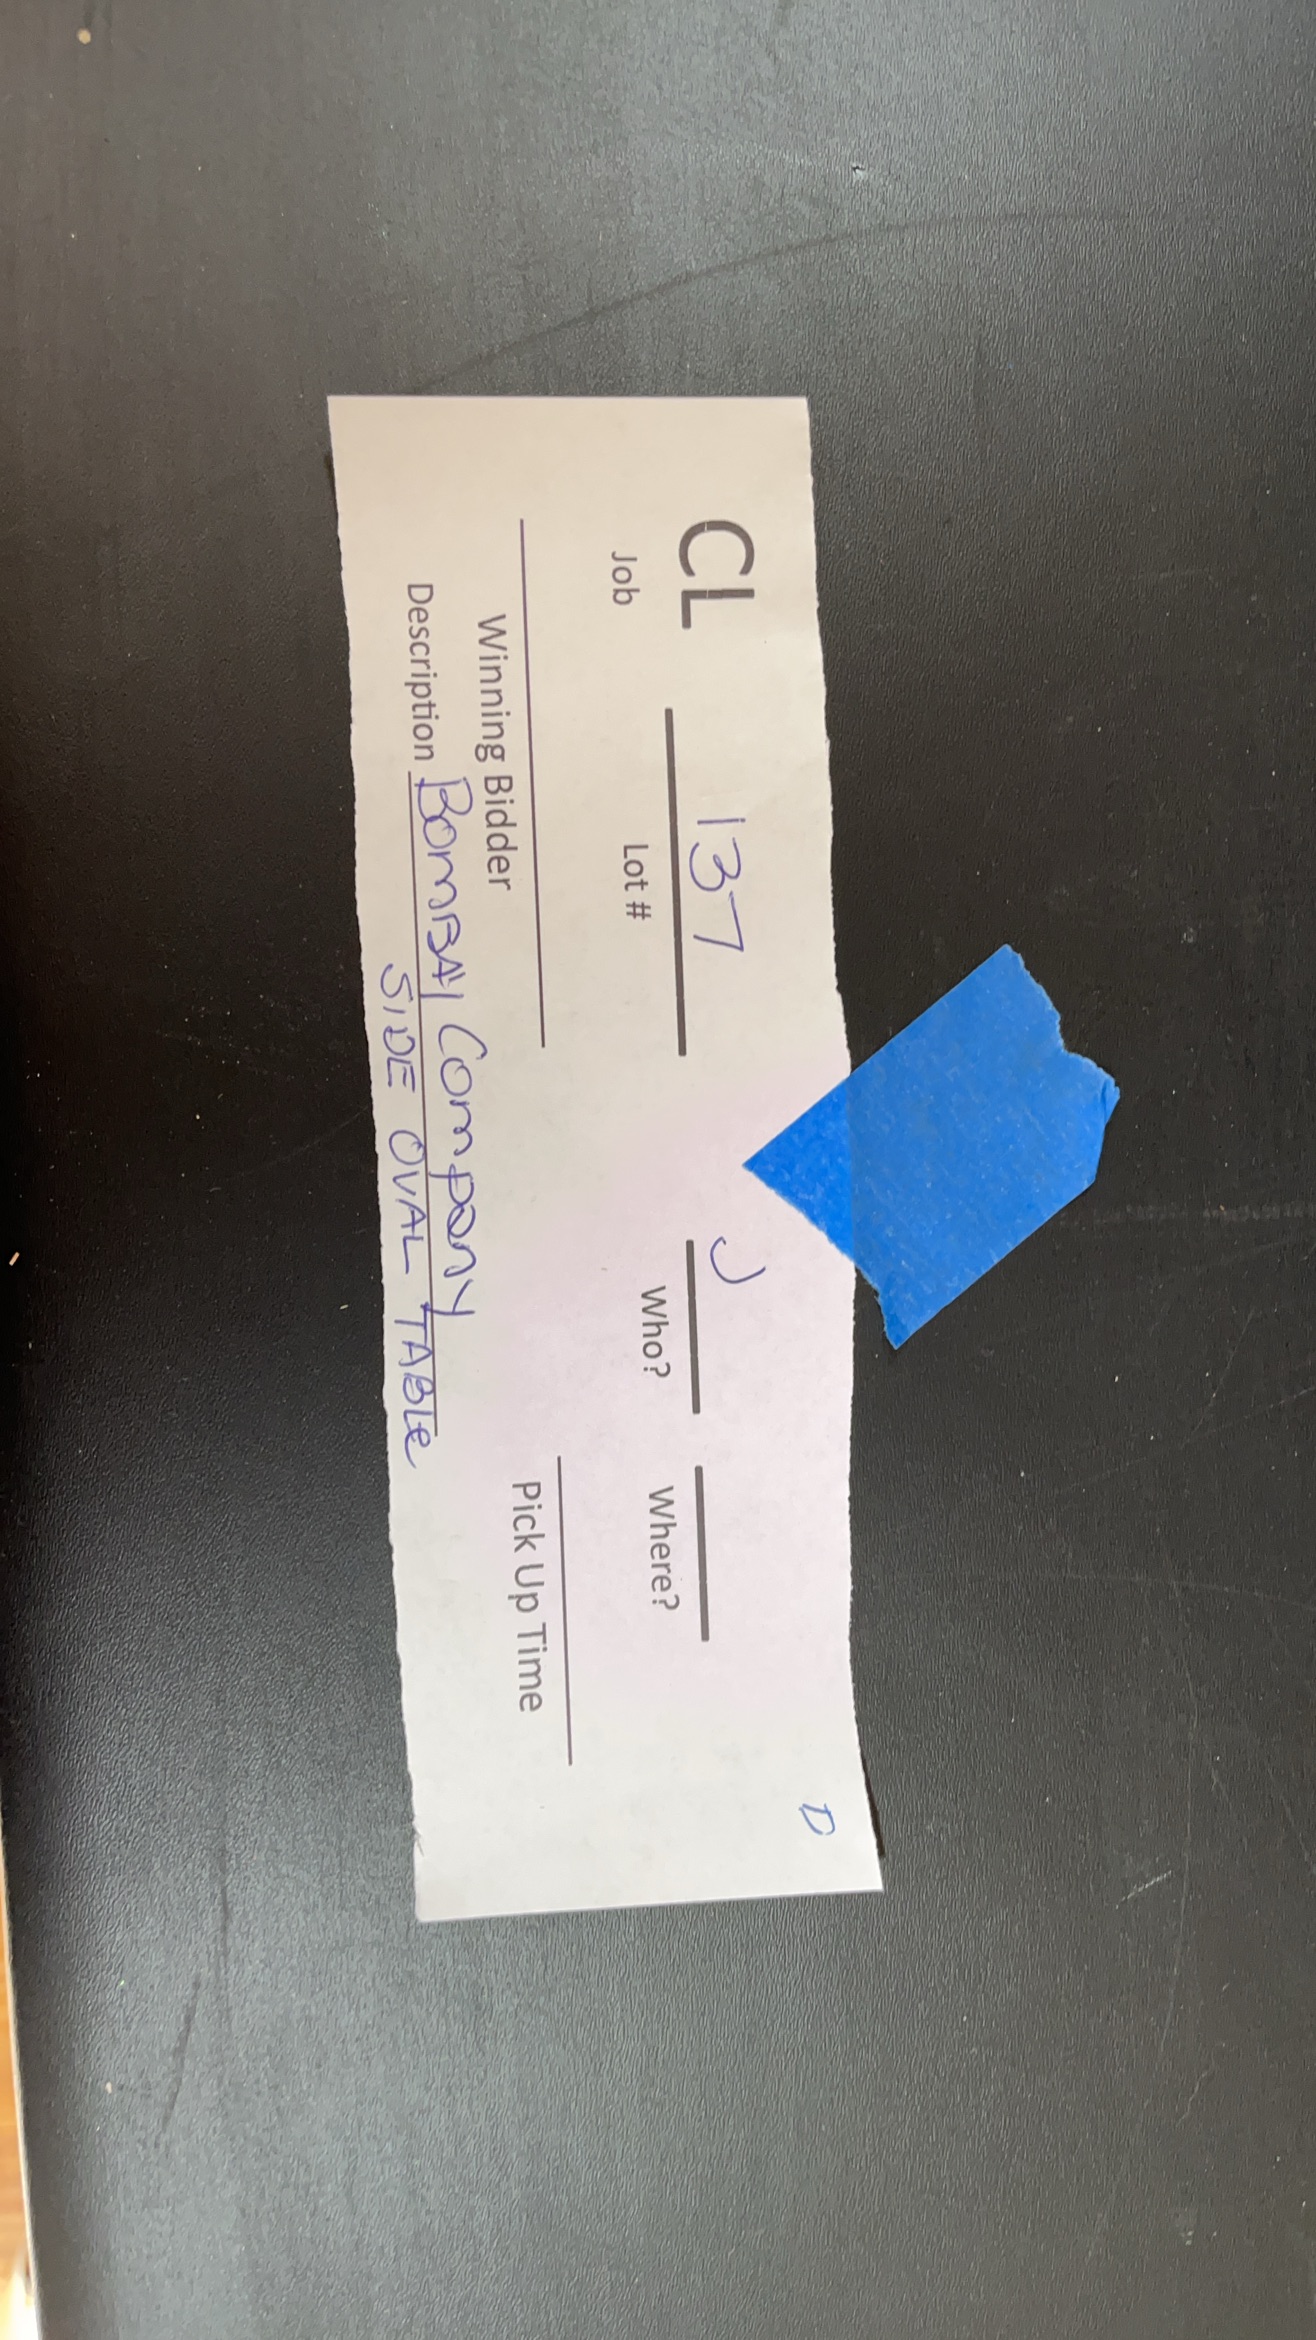 D
CL 137 J
Job Lot # Who? Where?
Winning Bidder Pick Up Time
Description BOMBAY Company
SIDE OVAL TABLE